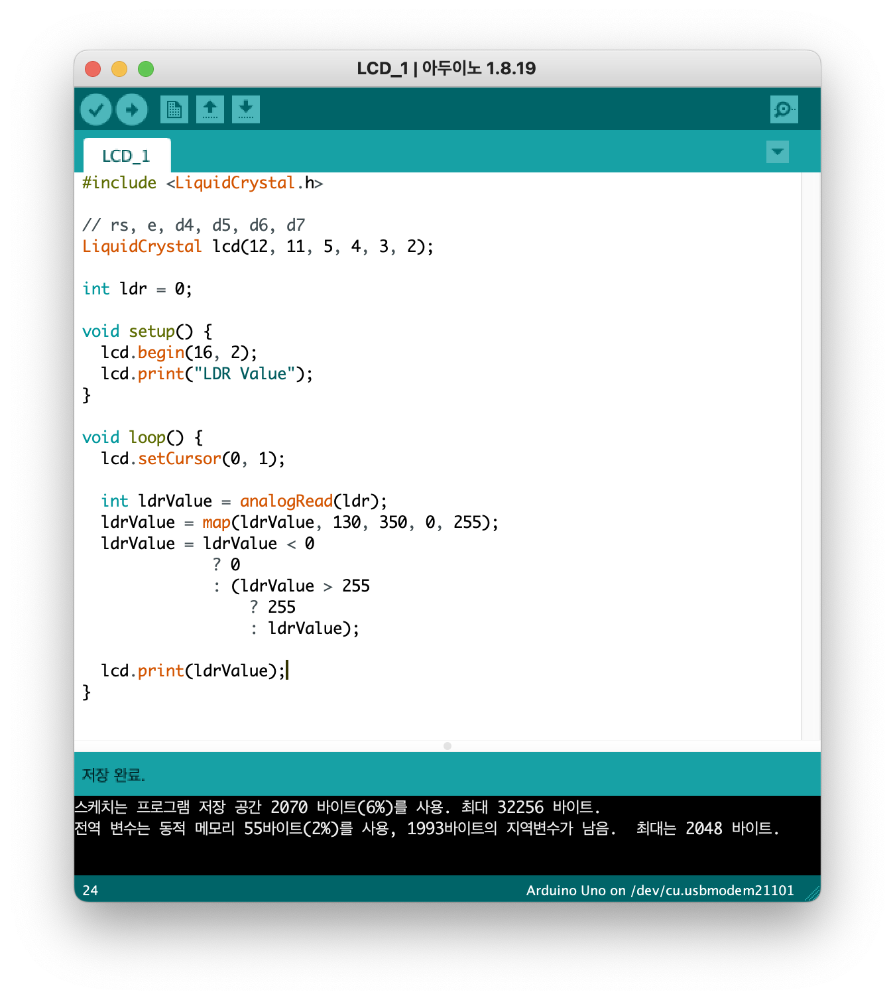 LCD_1 | 아두이노 1.8.19
LCD_1
#include <LiquidCrystal.h>
// rs, e, d4, d5, d6, d7
LiquidCrystal lcd(12, 11, 5, 4, 3, 2);
int ldr = 0;
void setup() {
  lcd.begin(16, 2);
  lcd.print("LDR Value");
}
void loop() {
  lcd.setCursor(0, 1);
  int ldrValue = analogRead(ldr);
  ldrValue = map(ldrValue, 130, 350, 0, 255);
  ldrValue = ldrValue < 0
              ? 0
              : (ldrValue > 255
                  ? 255
                  : ldrValue);
  lcd.print(ldrValue);
}
저장 완료.
스케치는 프로그램 저장 공간 2070 바이트(6%)를 사용. 최대 32256 바이트.
전역 변수는 동적 메모리 55바이트(2%)를 사용, 1993바이트의 지역변수가 남음.  최대는 2048 바이트.
24
Arduino Uno on /dev/cu.usbmodem21101